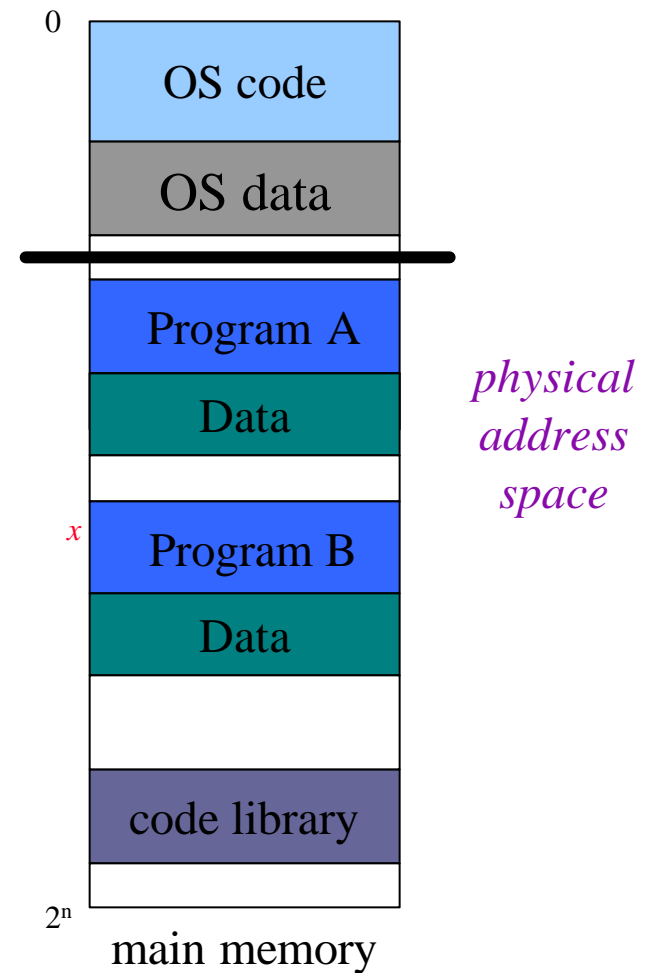 0
OS code
OS data
Program A
Data
physical
address
space
x
Program B
Data
code library
2ⁿ
main memory